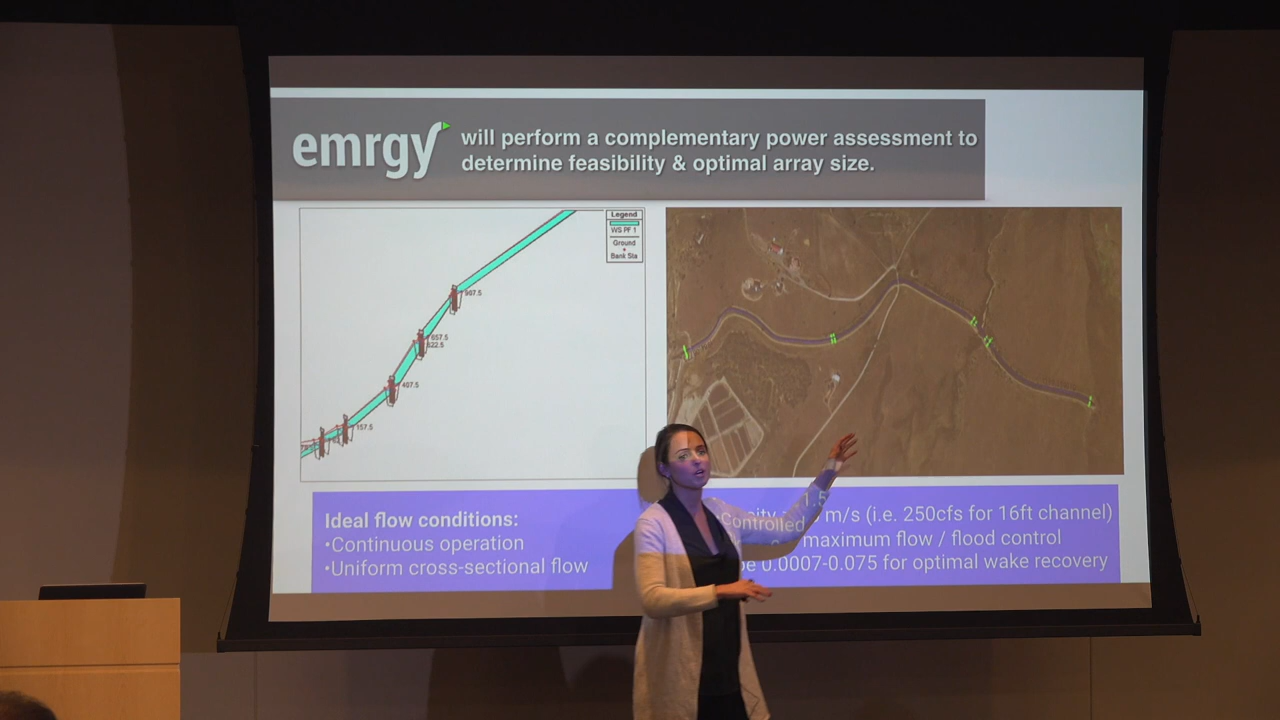 emrgy
will perform a complementary power assessment to
determine feasibility & optimal array size.
Legend
WS PF 1
Ground
Bank Sta
907.5
657.5
622.5
407.5
157.5
Ideal flow conditions:
•Continuous operation
•Uniform cross-sectional flow
1.5 m/s (i.e. 250cfs for 16ft channel)
Controlled maximum flow / flood control
0.0007-0.075 for optimal wake recovery